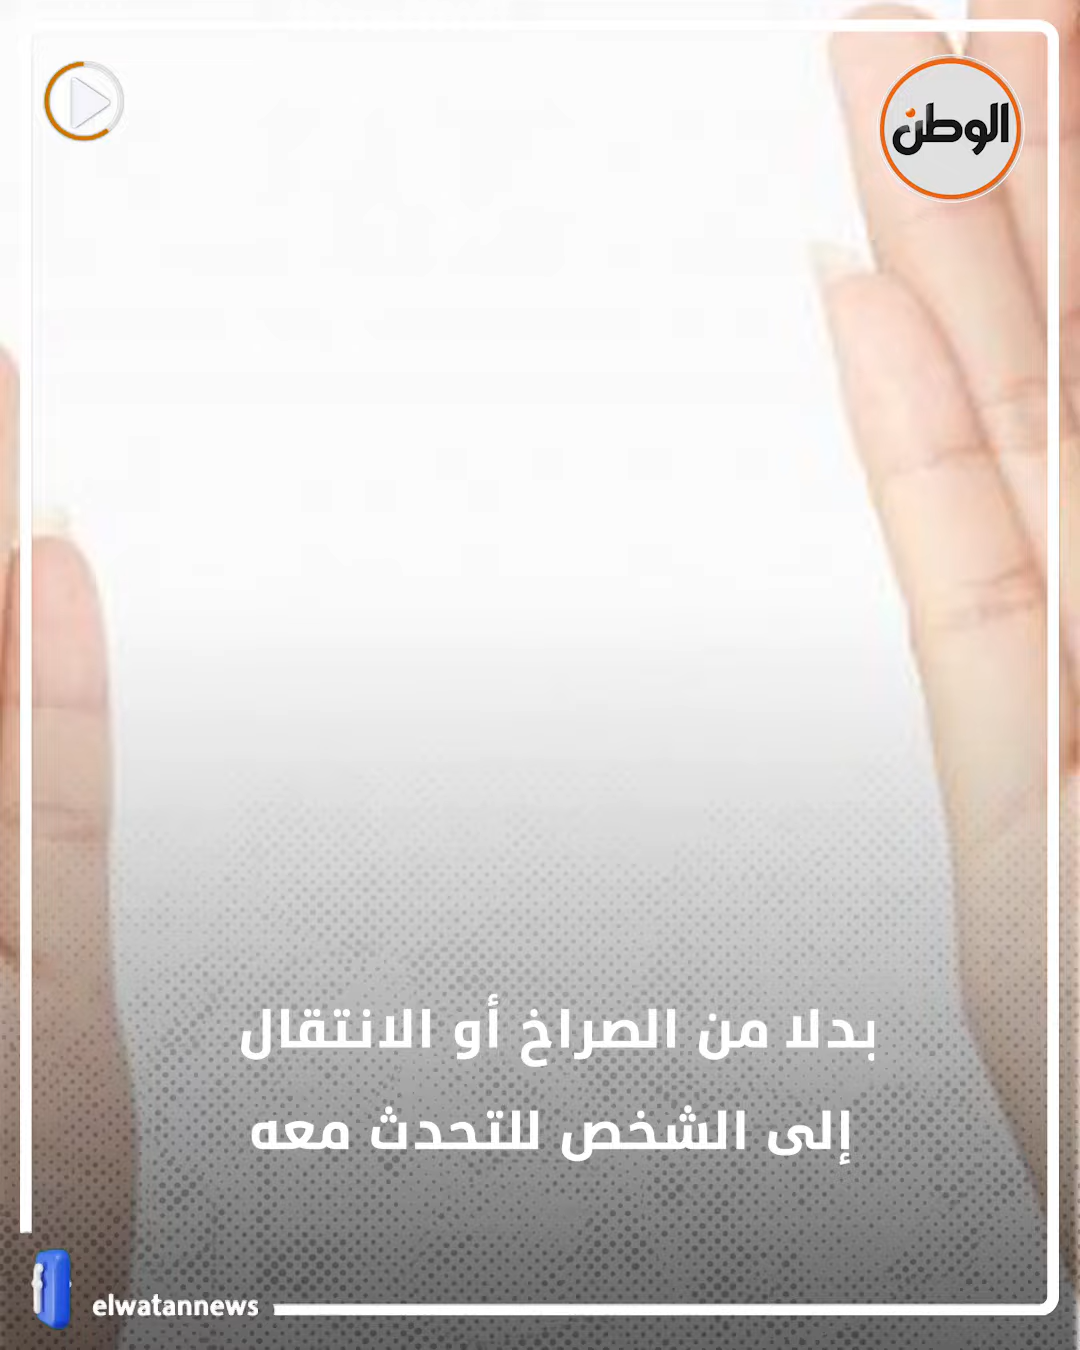 الوطن
بدلا من الصراخ أو الانتقال
إلى الشخص للتحدث معه
f
elwatannews